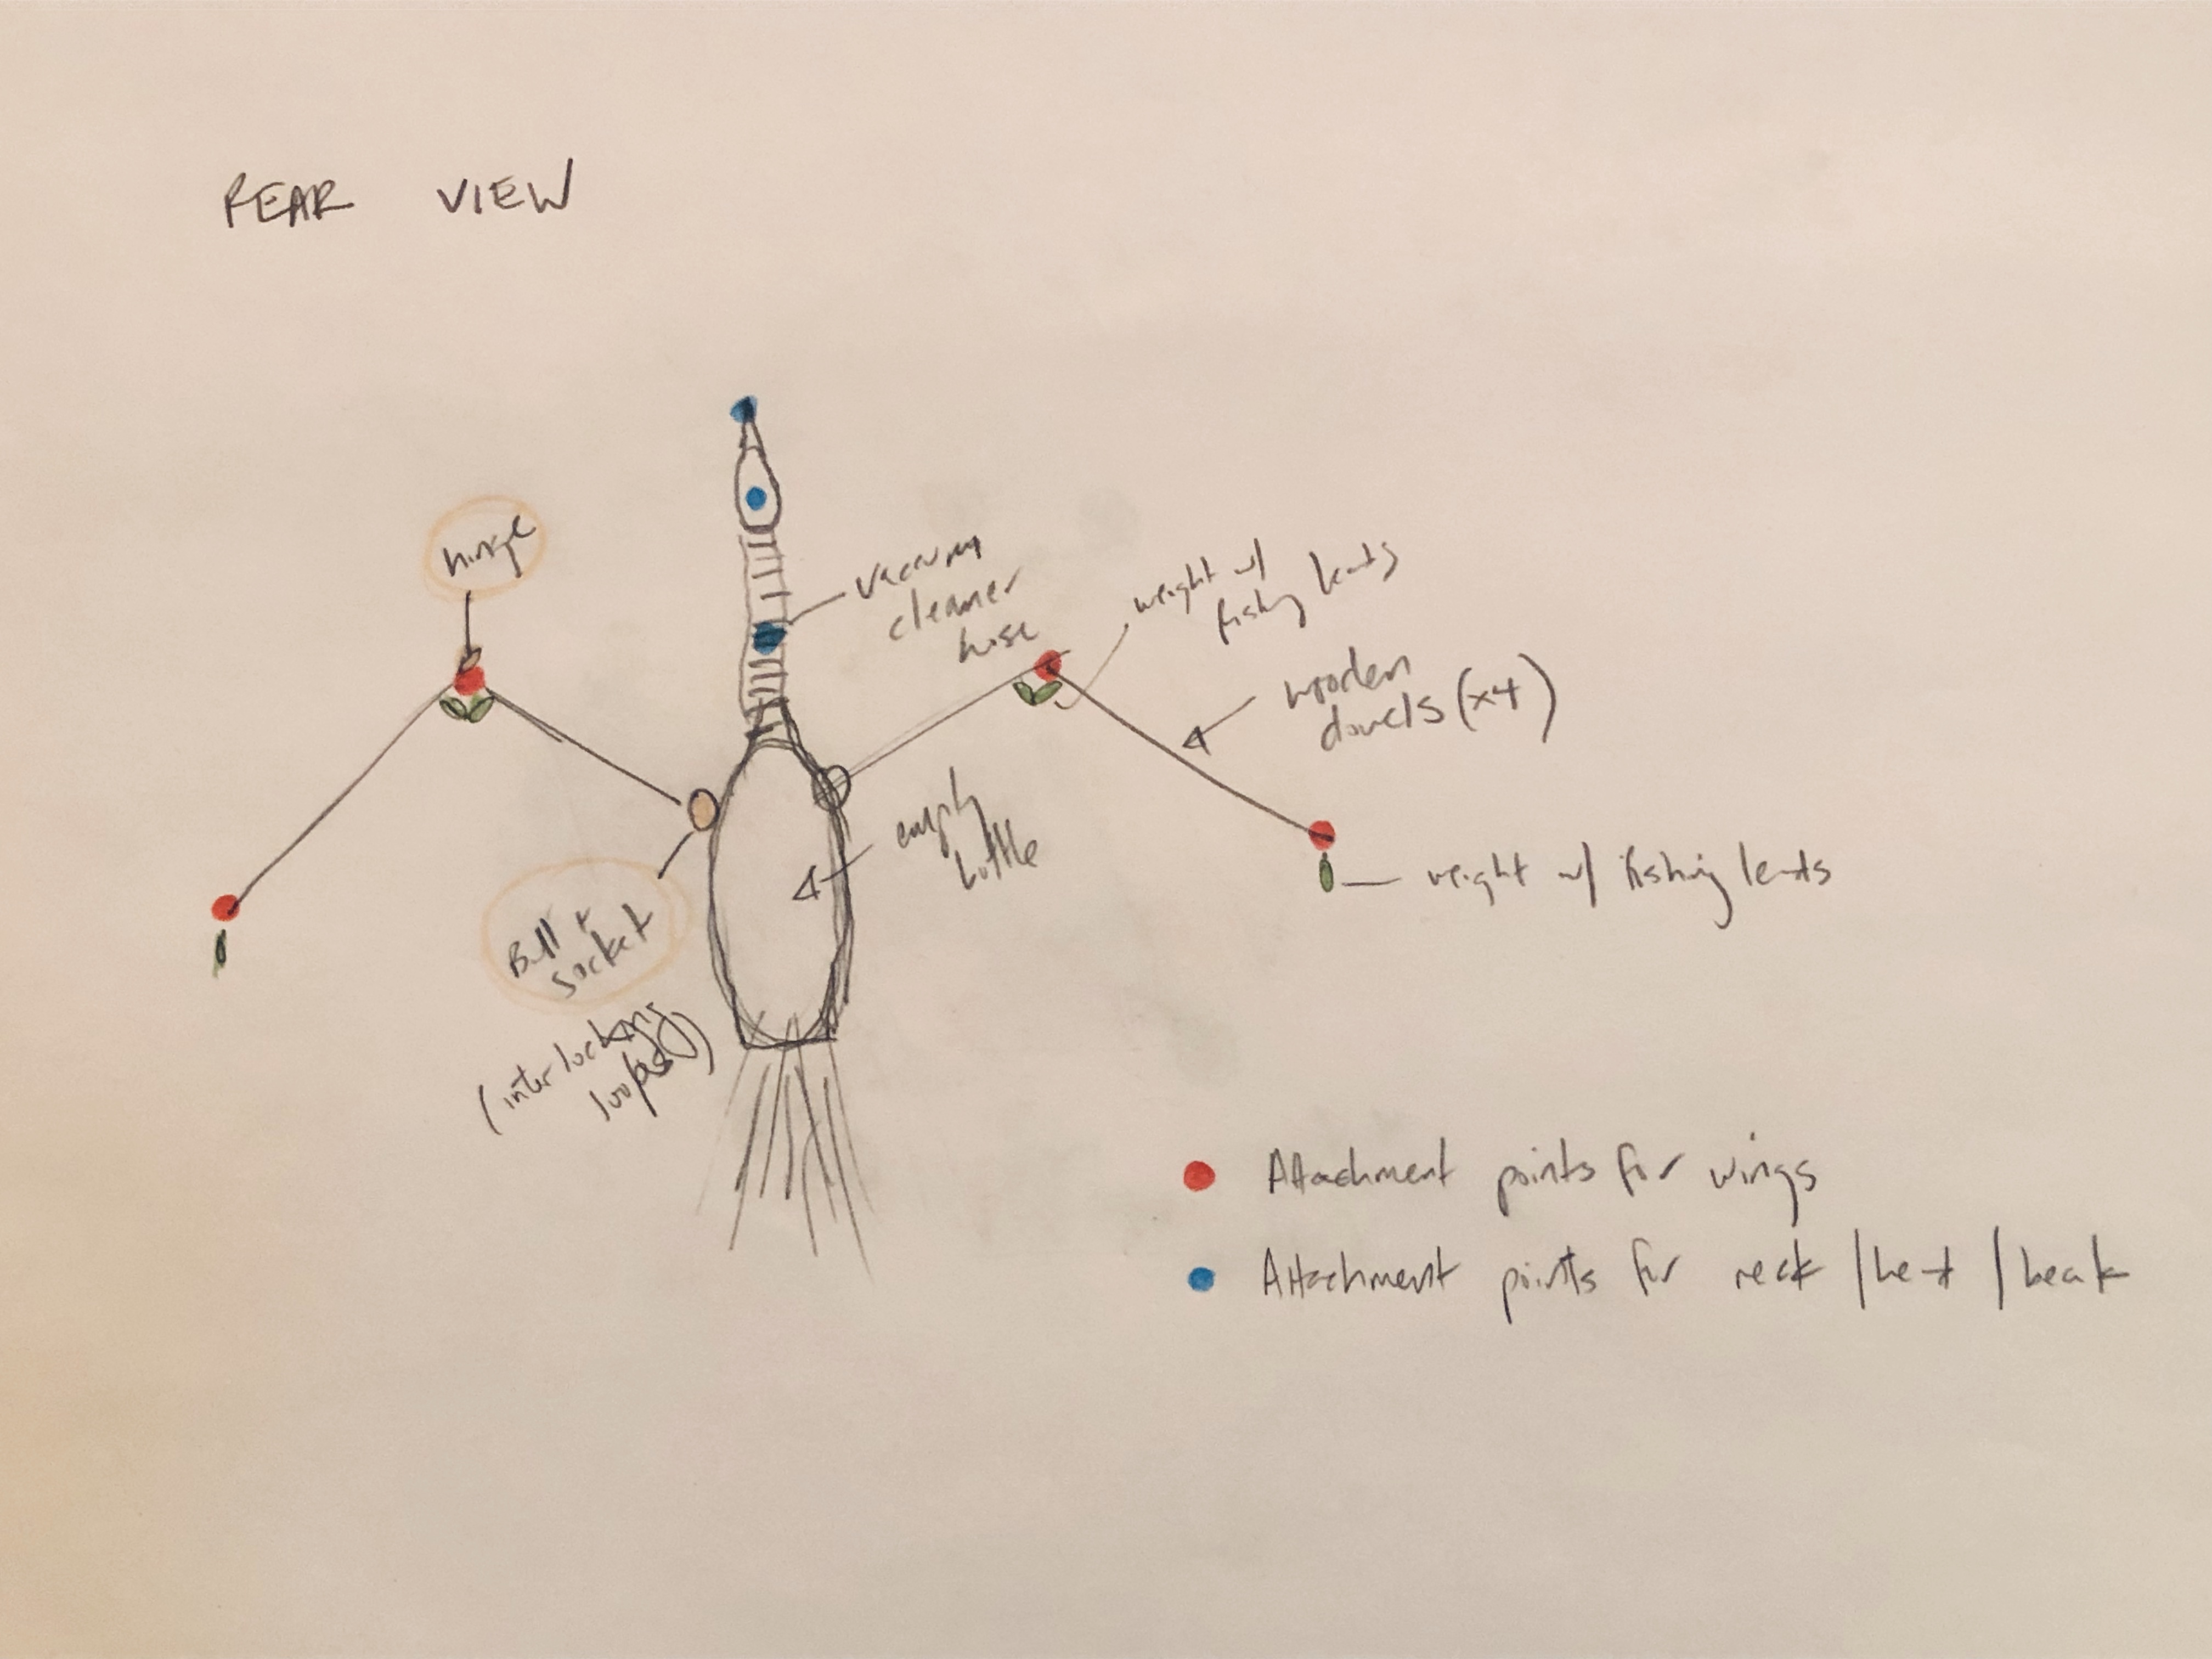 REAR VIEW
hinge
vacuum
cleaner
hose
weight w/
fishing leads
wooden
dowels (x4)
empty
bottle
weight w/ fishing leads
Ball +
socket
(interlocking
loops)
Attachment points for wings
Attachment points for neck / head / beak